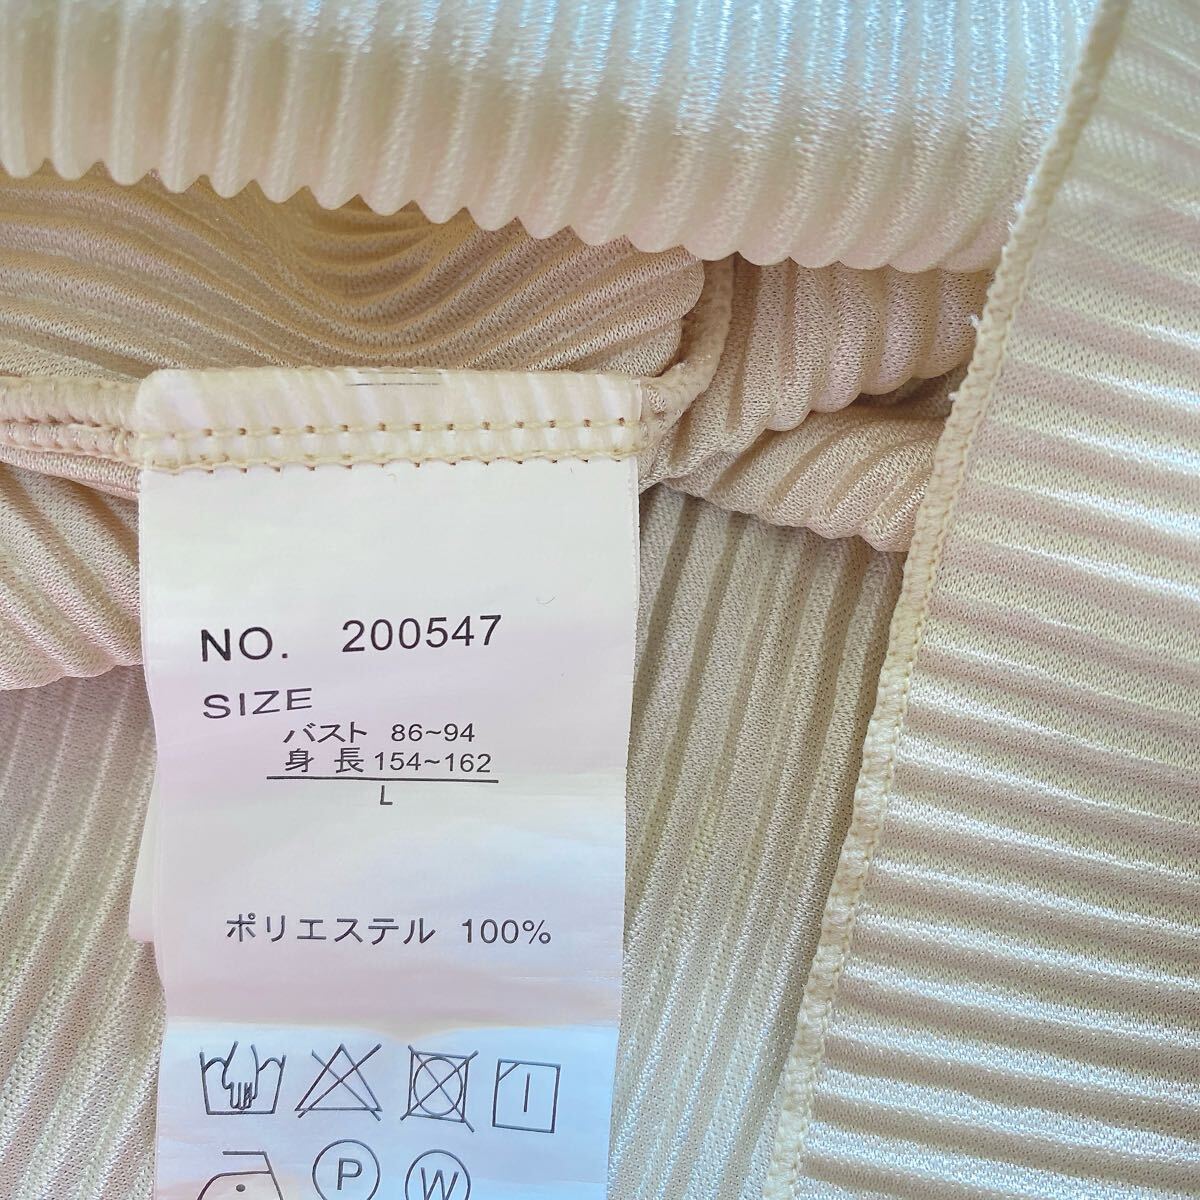 NO. 200547
SIZE
バスト 86~94
身 長 154~162
L
ポリエステル 100%
P W